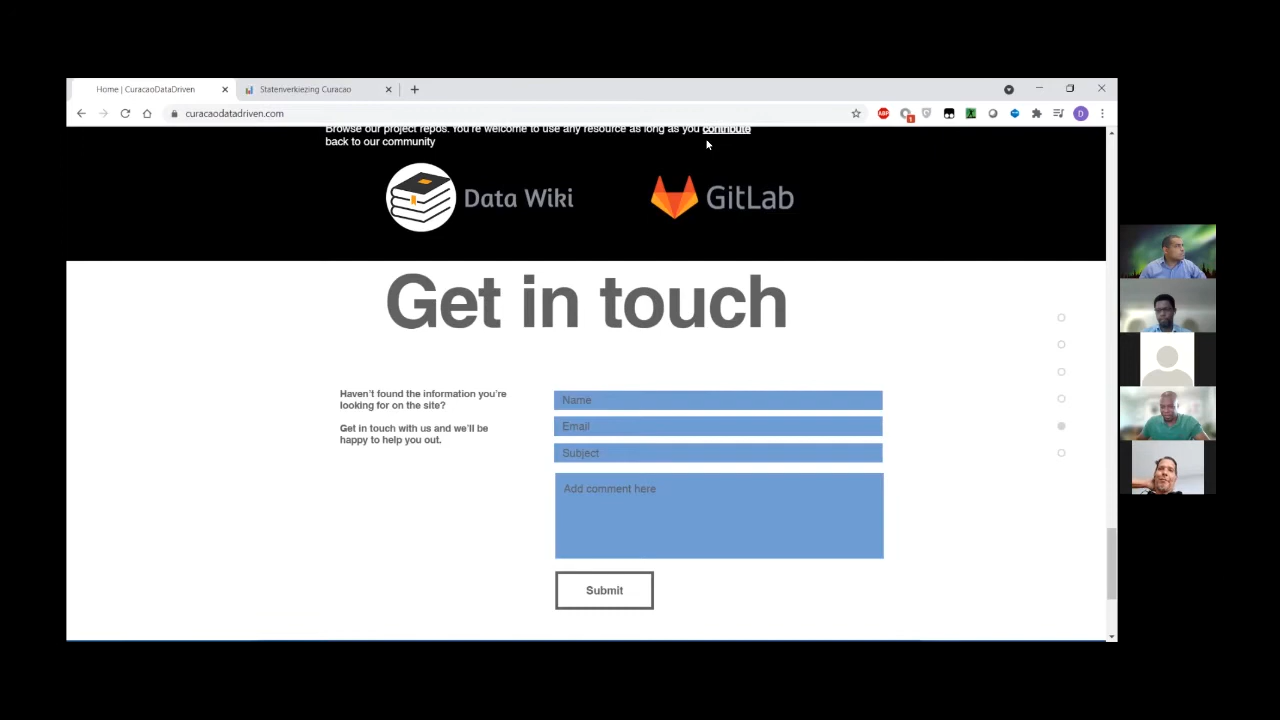 Home | CuracaoDataDriven
Statenverkiezing Curacao
curacaodatadriven.com
ABP
1
D
Browse our project repos. You're welcome to use any resource as long as you contribute
back to our community
Data Wiki
GitLab
Get in touch
Haven't found the information you're
looking for on the site?
Get in touch with us and we'll be
happy to help you out.
Name
Email
Subject
Add comment here
Submit